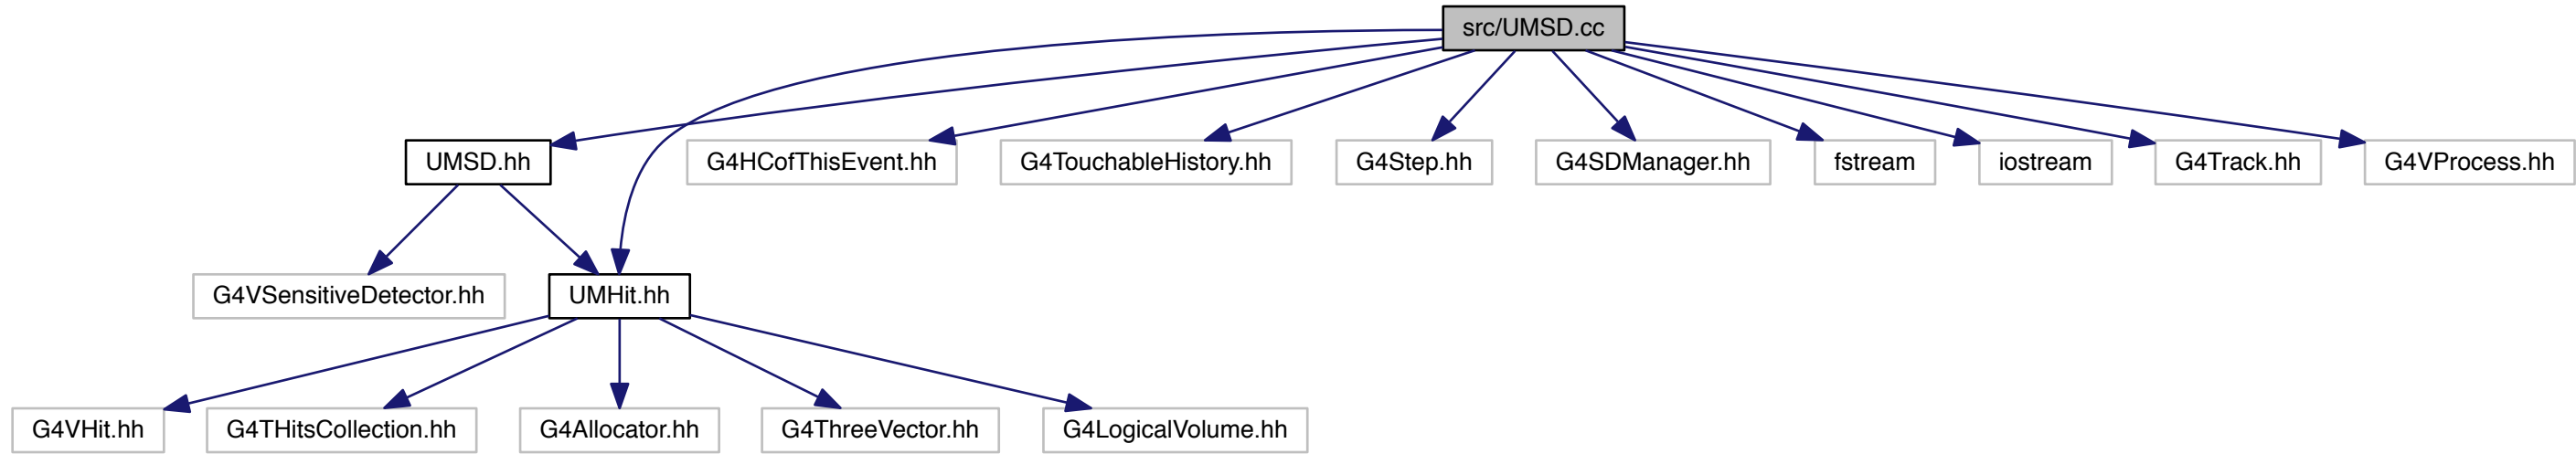 src/UMSD.cc
UMSD.hh
G4HCofThisEvent.hh
G4TouchableHistory.hh
G4Step.hh
G4SDManager.hh
fstream
iostream
G4Track.hh
G4VProcess.hh
G4VSensitiveDetector.hh
UMHit.hh
G4VHit.hh
G4THitsCollection.hh
G4Allocator.hh
G4ThreeVector.hh
G4LogicalVolume.hh